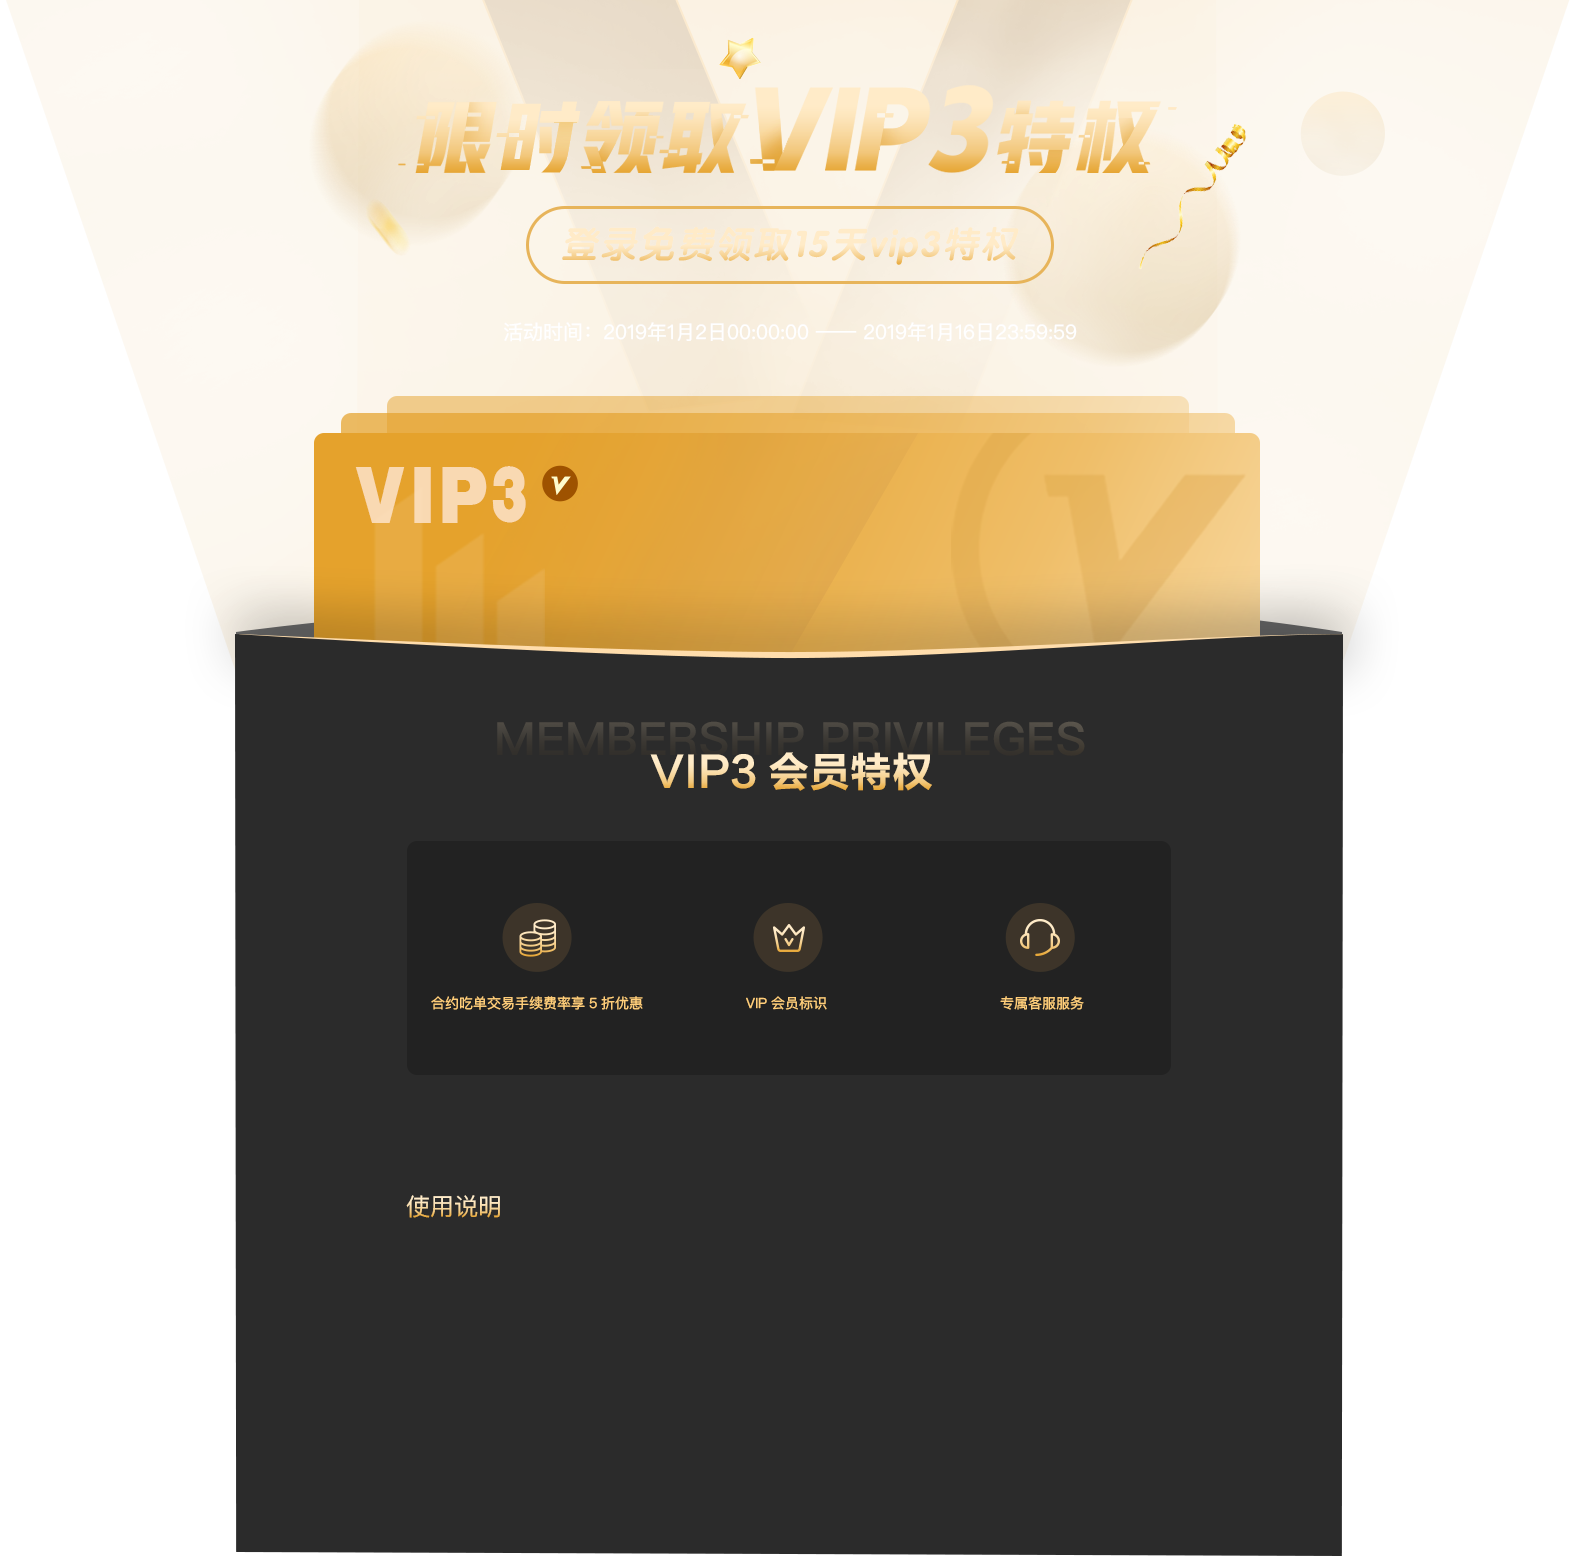 限时领取VIP3特权
登录免费领取15天vip3特权
活动时间：2019年1月2日00:00:00 —— 2019年1月16日23:59:59
VIP3
MEMBERSHIP PRIVILEGES
VIP3 会员特权
合约吃单交易手续费率享 5 折优惠
VIP 会员标识
专属客服服务
使用说明